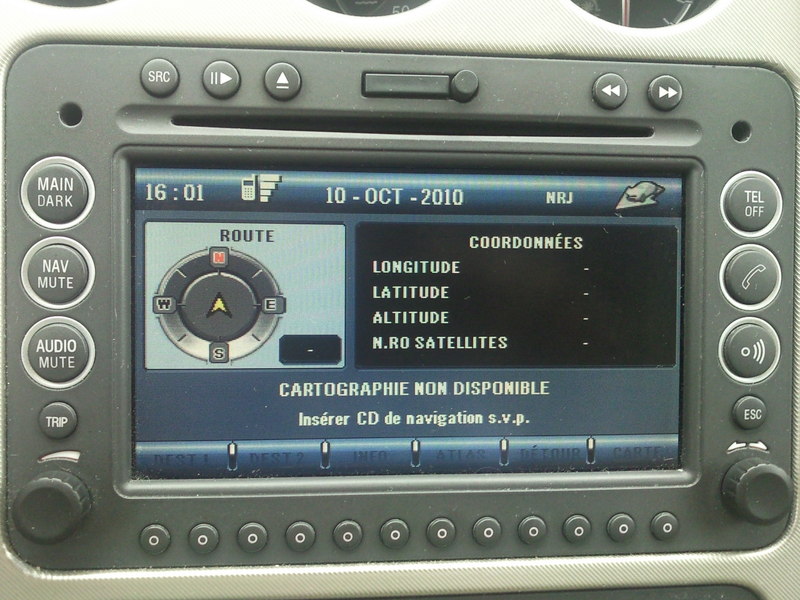 50
SRC
MAIN
DARK
NAV
MUTE
AUDIO
MUTE
TRIP
16:01
10 - OCT - 2010
NRJ
ROUTE
N
W
E
S
-
COORDONNÉES
LONGITUDE -
LATITUDE -
ALTITUDE -
N.RO SATELLITES -
CARTOGRAPHIE NON DISPONIBLE
Insérer CD de navigation s.v.p.
DEST 1 DEST 2 INFO ATLAS DÉTOUR CARTE
TEL
OFF
ESC